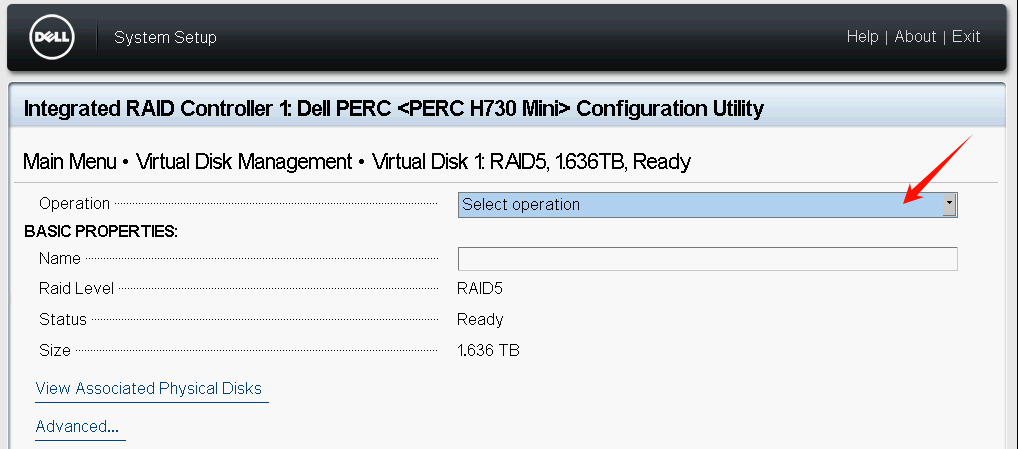 DELL System Setup Help | About | Exit
Integrated RAID Controller 1: Dell PERC <PERC H730 Mini> Configuration Utility
Main Menu • Virtual Disk Management • Virtual Disk 1: RAID5, 1.636TB, Ready
Operation Select operation
BASIC PROPERTIES:
Name
Raid Level RAID5
Status Ready
Size 1.636 TB
View Associated Physical Disks
Advanced...